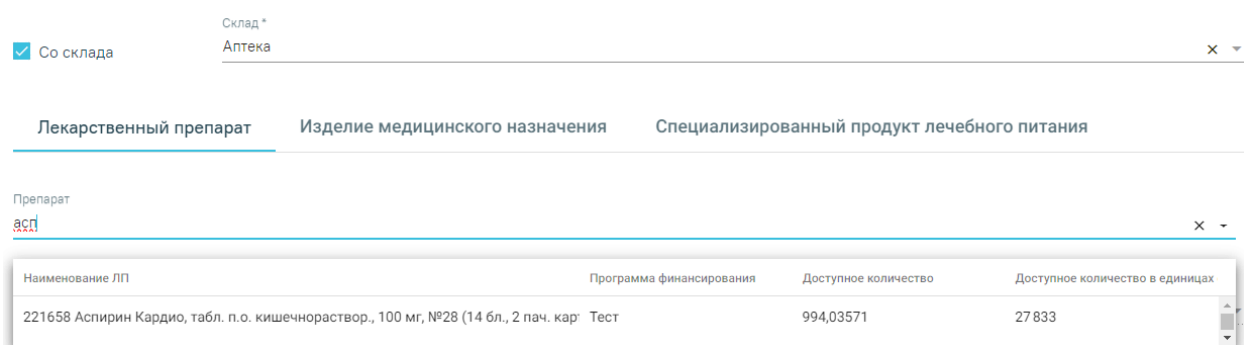 Склад *
Со склада Аптека
Лекарственный препарат Изделие медицинского назначения Специализированный продукт лечебного питания
Препарат
асп
Наименование ЛП Программа финансирования Доступное количество Доступное количество в единицах
221658 Аспирин Кардио, табл. п.о. кишечнораствор., 100 мг, №28 (14 бл., 2 пач. кар Тест 994,03571 27 833